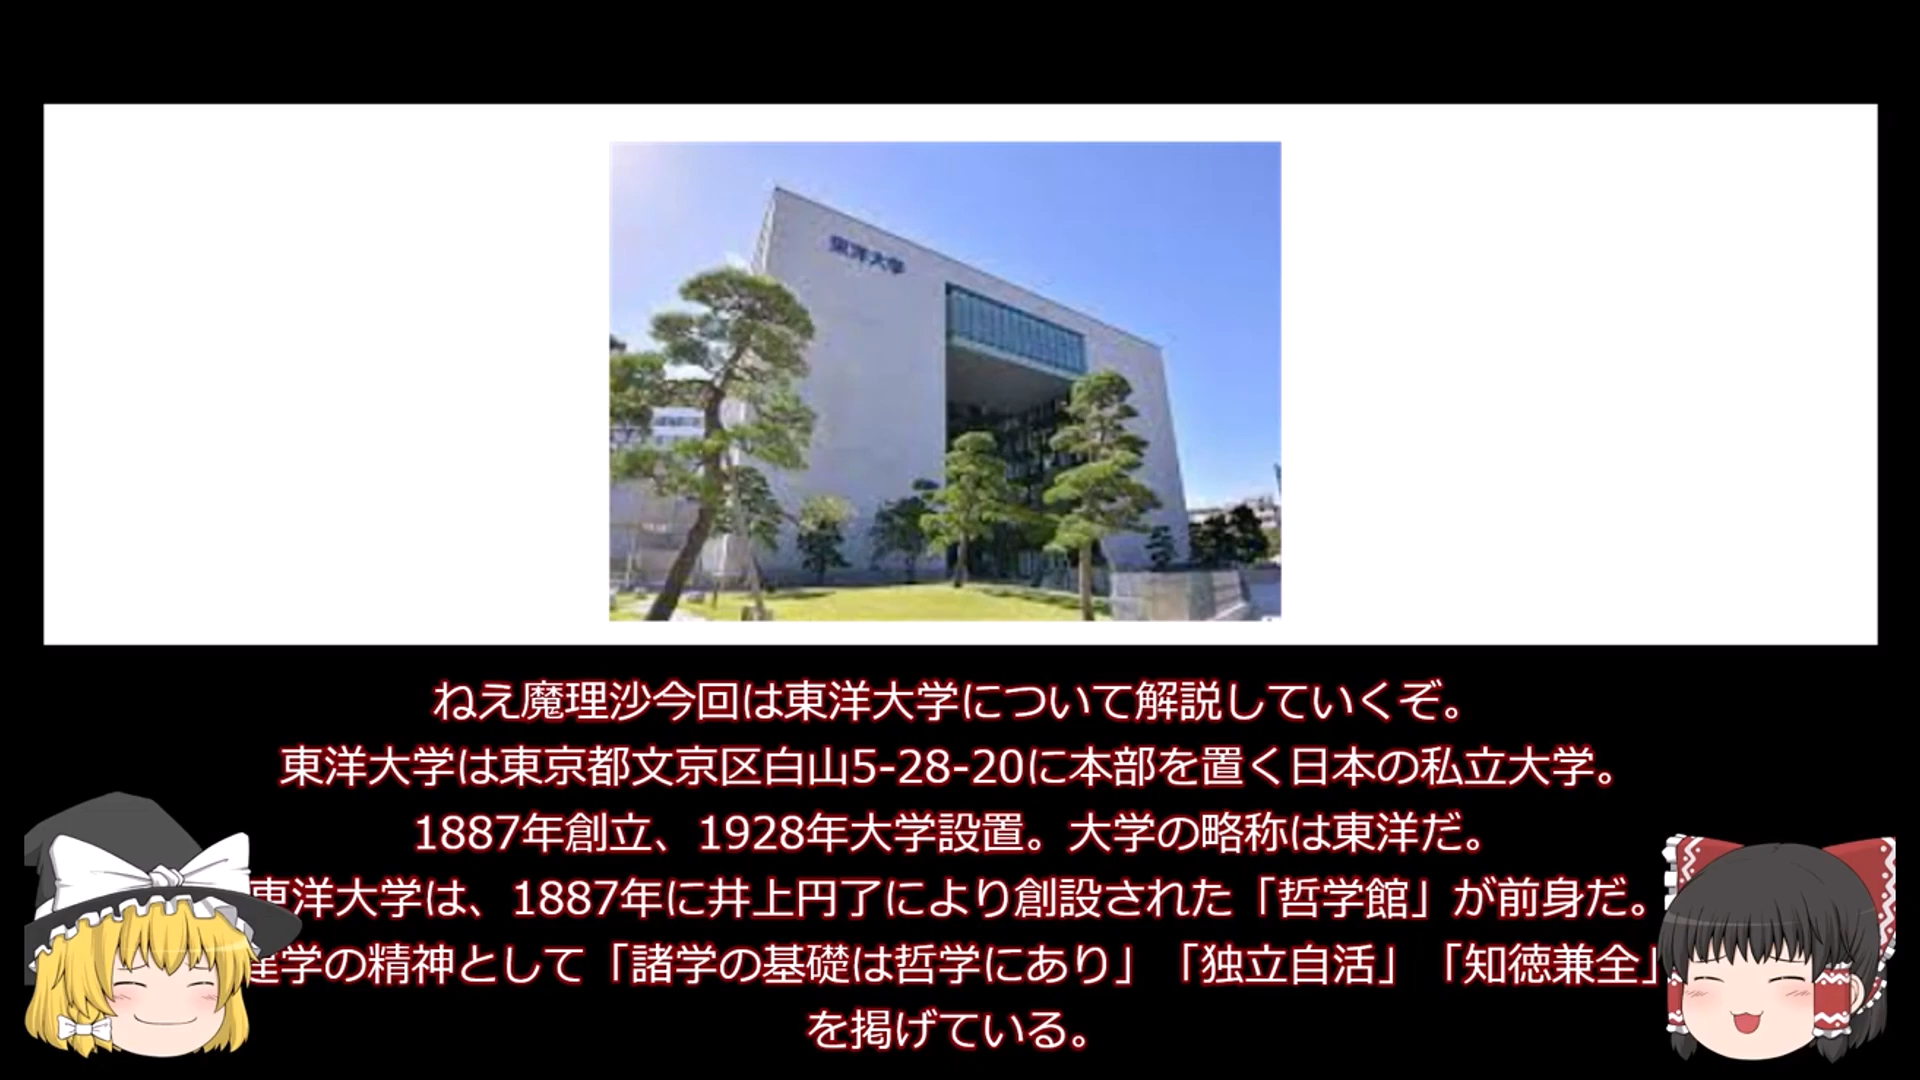 東洋大学
ねえ魔理沙今回は東洋大学について解説していくぞ。
東洋大学は東京都文京区白山5-28-20に本部を置く日本の私立大学。
1887年創立、1928年大学設置。大学の略称は東洋だ。
東洋大学は、1887年に井上円了により創設された「哲学館」が前身だ。
建学の精神として「諸学の基礎は哲学にあり」「独立自活」「知徳兼全」
を掲げている。